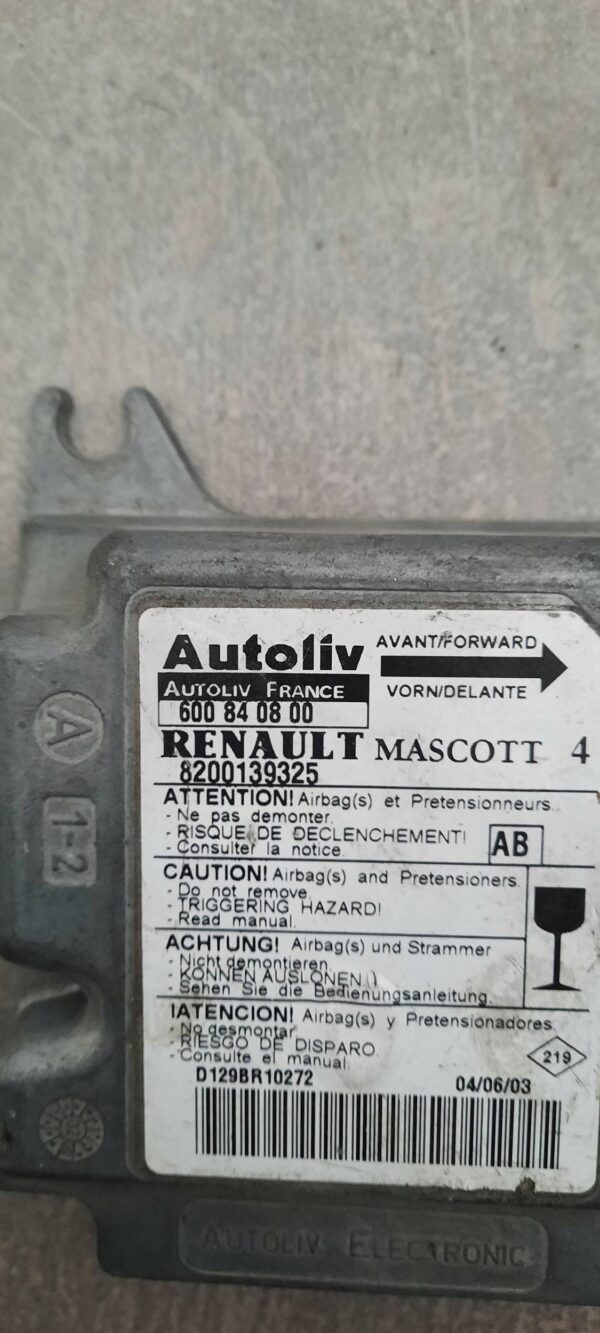 Autoliv
AVANT/FORWARD
AUTOLIV FRANCE
VORN/DELANTE
600 84 08 00
RENAULT MASCOTT 4
8200139325
ATTENTION! Airbag(s) et Pretensionneurs.
- Ne pas demonter.
- RISQUE DE DECLENCHEMENT!
- Consulter la notice.
AB
CAUTION! Airbag(s) and Pretensioners.
- Do not remove.
- TRIGGERING HAZARD!
- Read manual.
ACHTUNG! Airbag(s) und Strammer
- Nicht demontieren.
- KONNEN AUSLONEN !)
- Sehen Sie die Bedienungsanleitung.
!ATENCION! Airbag(s) y Pretensionadores.
- No desmontar
- RIESGO DE DISPARO.
- Consulte el manual.
219
D129BR10272
04/06/03
A
1-2
AUTOLIV ELECTRONIC